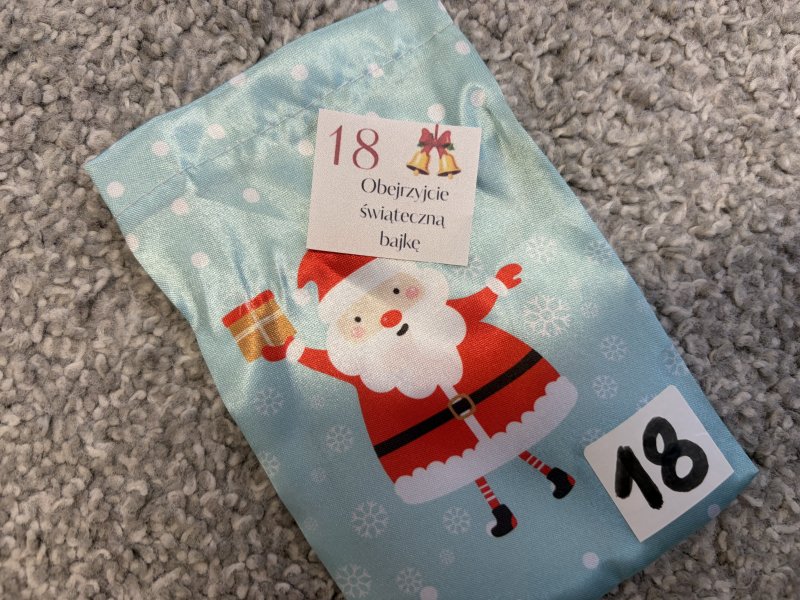 18
Obejrzyjcie
świąteczną
bajkę
18